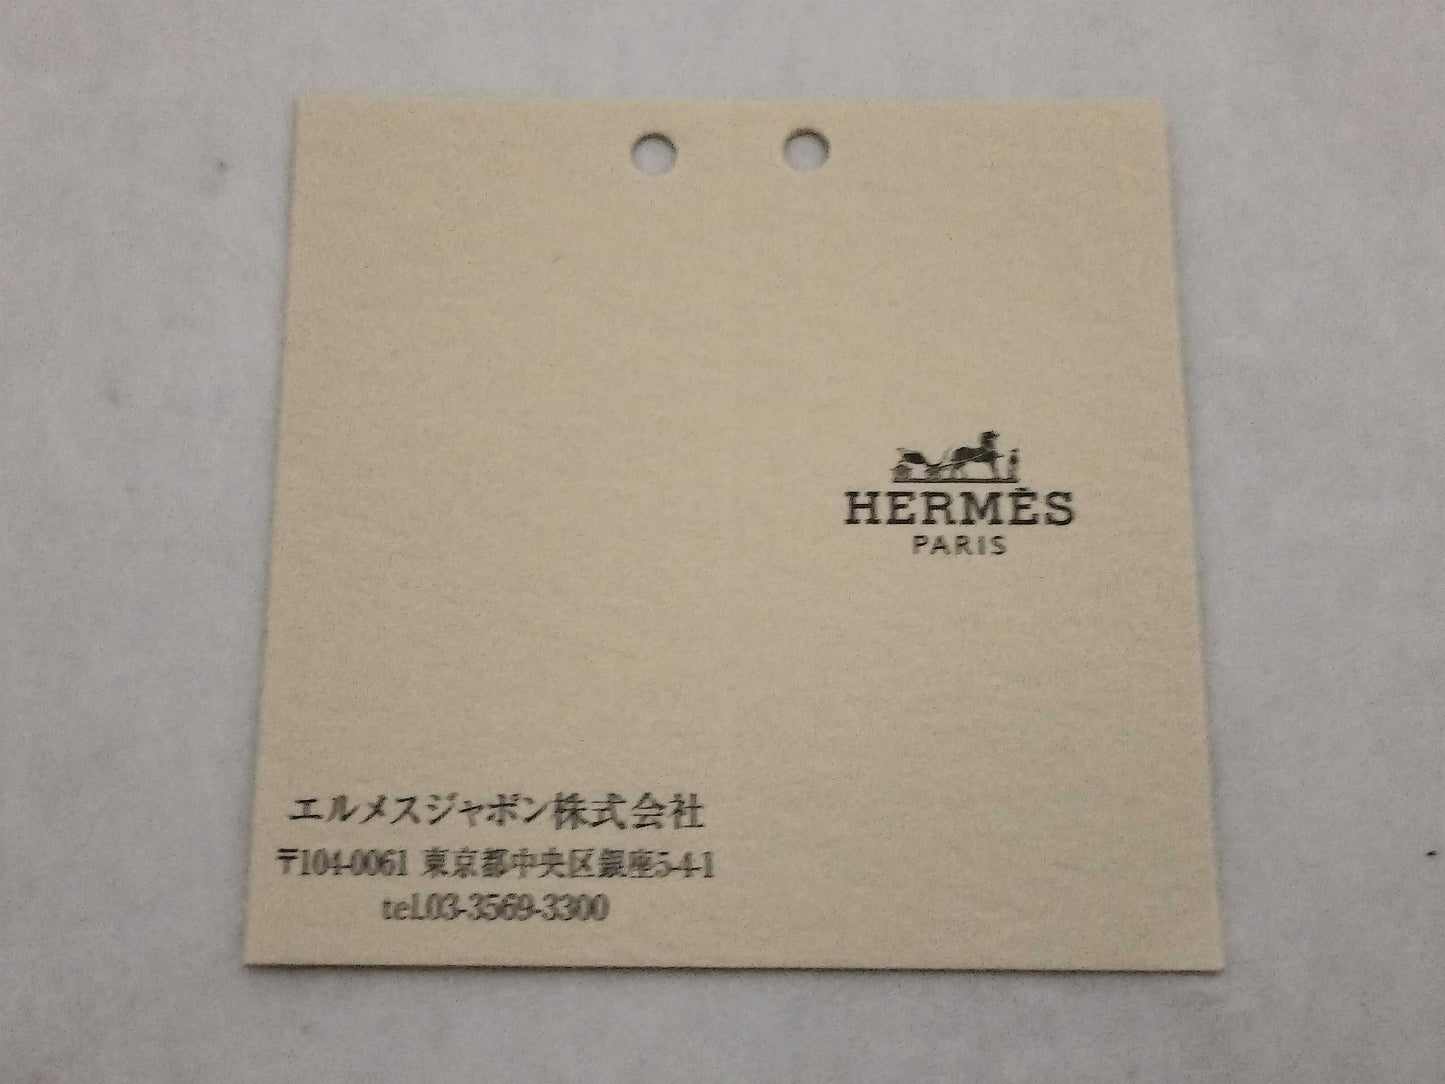 HERMÈS
PARIS
エルメスジャポン株式会社
〒104-0061 東京都中央区銀座5-4-1
tel.03-3569-3300